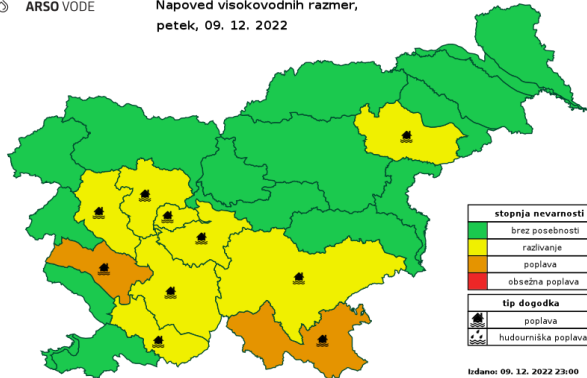 ARSO VODE
Napoved visokovodnih razmer,
petek, 09. 12. 2022
stopnja nevarnosti
brez posebnosti
razlivanje
poplava
obsežna poplava
tip dogodka
poplava
hudourniška poplava
Izdano: 09. 12. 2022 23:00